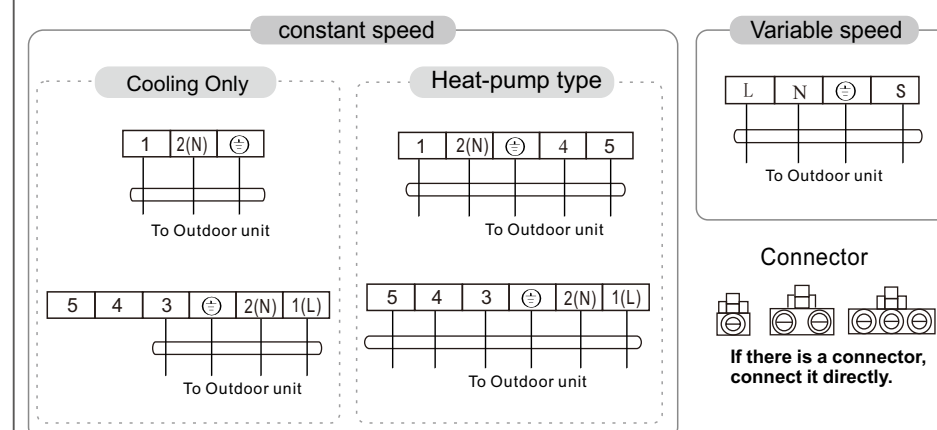 constant speed
Cooling Only
1 2(N) ⏚
To Outdoor unit
5 4 3 ⏚ 2(N) 1(L)
To Outdoor unit
Heat-pump type
1 2(N) ⏚ 4 5
To Outdoor unit
5 4 3 ⏚ 2(N) 1(L)
To Outdoor unit
Variable speed
L N ⏚ S
To Outdoor unit
Connector
If there is a connector,
connect it directly.